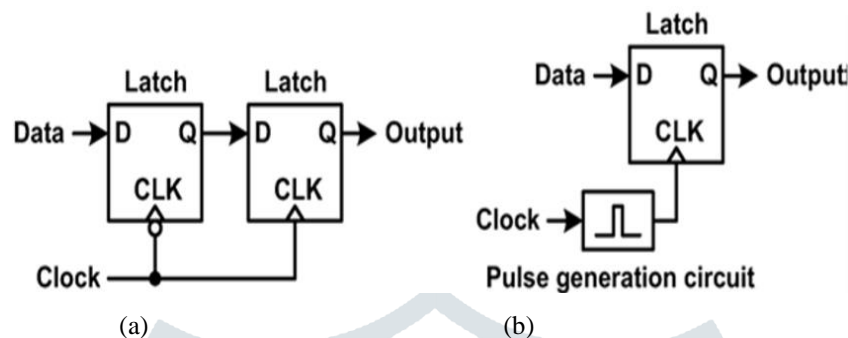 Latch Latch
Data D Q D Q Output
CLK CLK
Clock
(a)
Latch
Data D Q Output
CLK
Clock
Pulse generation circuit
(b)